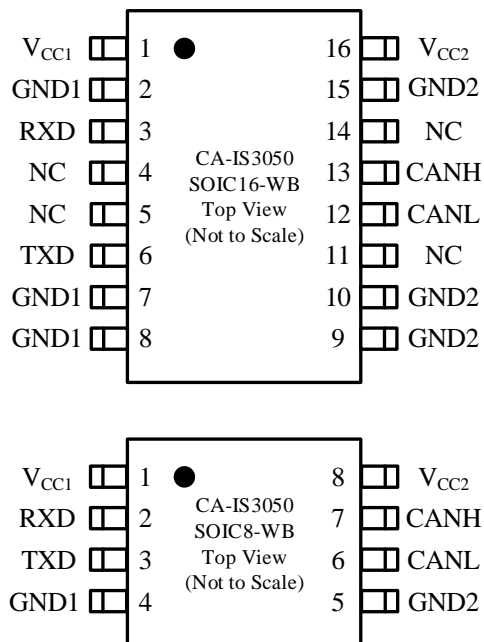 VCC1 1 16 VCC2
GND1 2 15 GND2
RXD 3 14 NC
NC 4 CA-IS3050 13 CANH
NC 5 SOIC16-WB 12 CANL
TXD 6 Top View 11 NC
GND1 7 (Not to Scale) 10 GND2
GND1 8 9 GND2
VCC1 1 8 VCC2
RXD 2 CA-IS3050 7 CANH
TXD 3 SOIC8-WB 6 CANL
GND1 4 Top View 5 GND2
(Not to Scale)